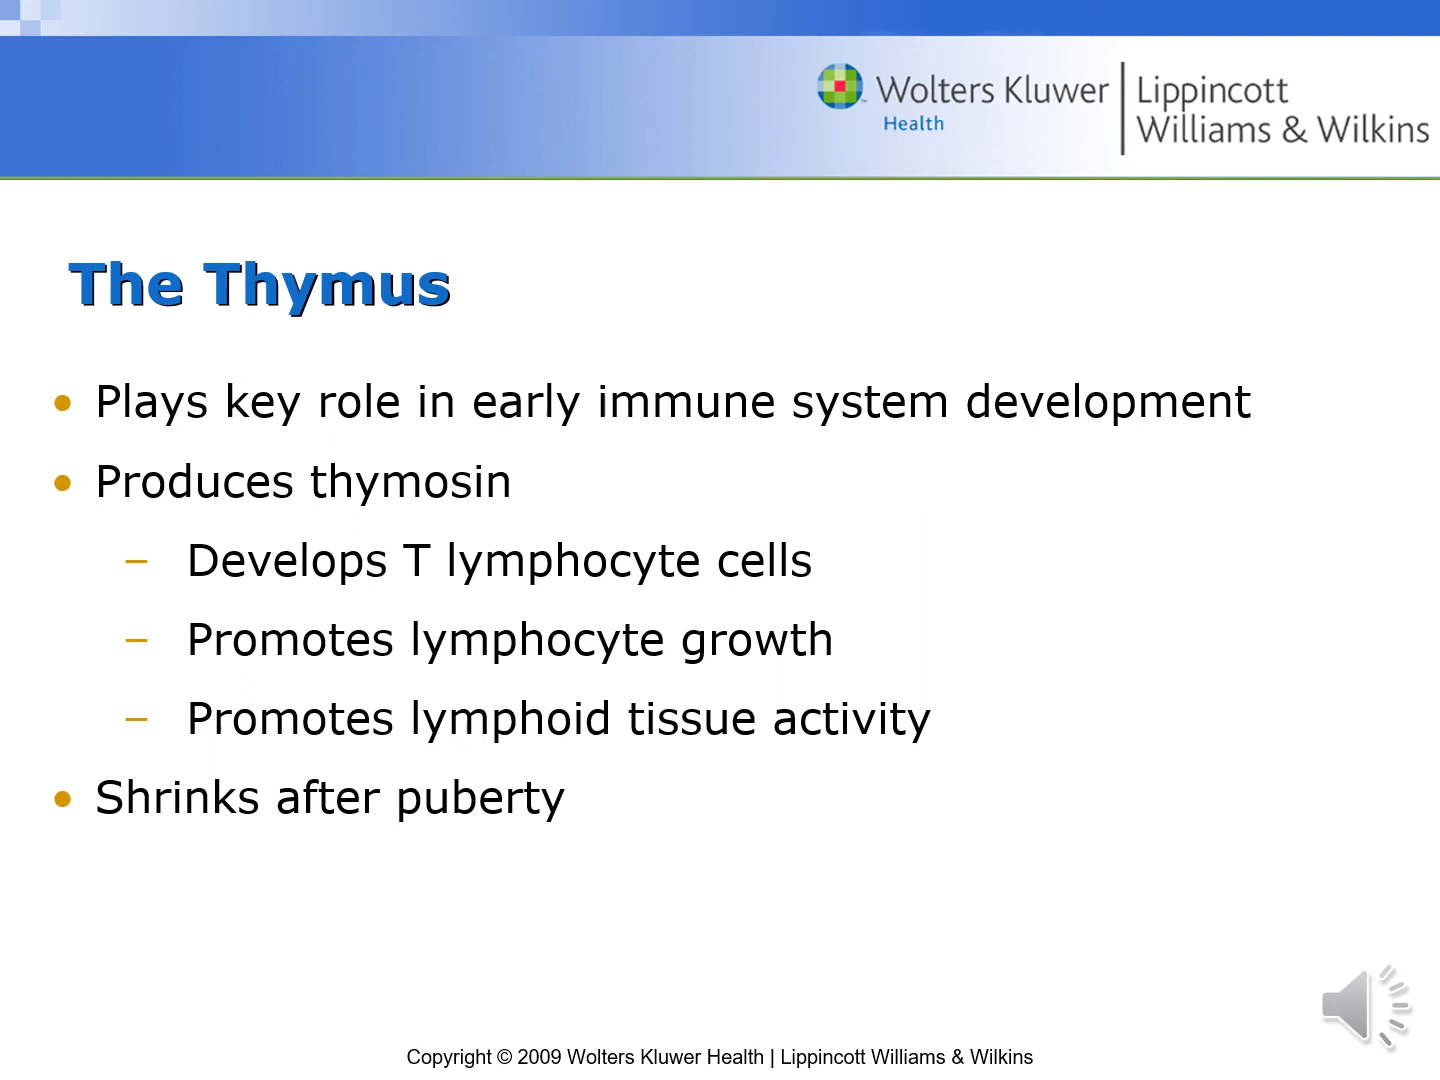 Wolters Kluwer
Health
Lippincott
Williams & Wilkins
The Thymus
• Plays key role in early immune system development
• Produces thymosin
– Develops T lymphocyte cells
– Promotes lymphocyte growth
– Promotes lymphoid tissue activity
• Shrinks after puberty
Copyright © 2009 Wolters Kluwer Health | Lippincott Williams & Wilkins